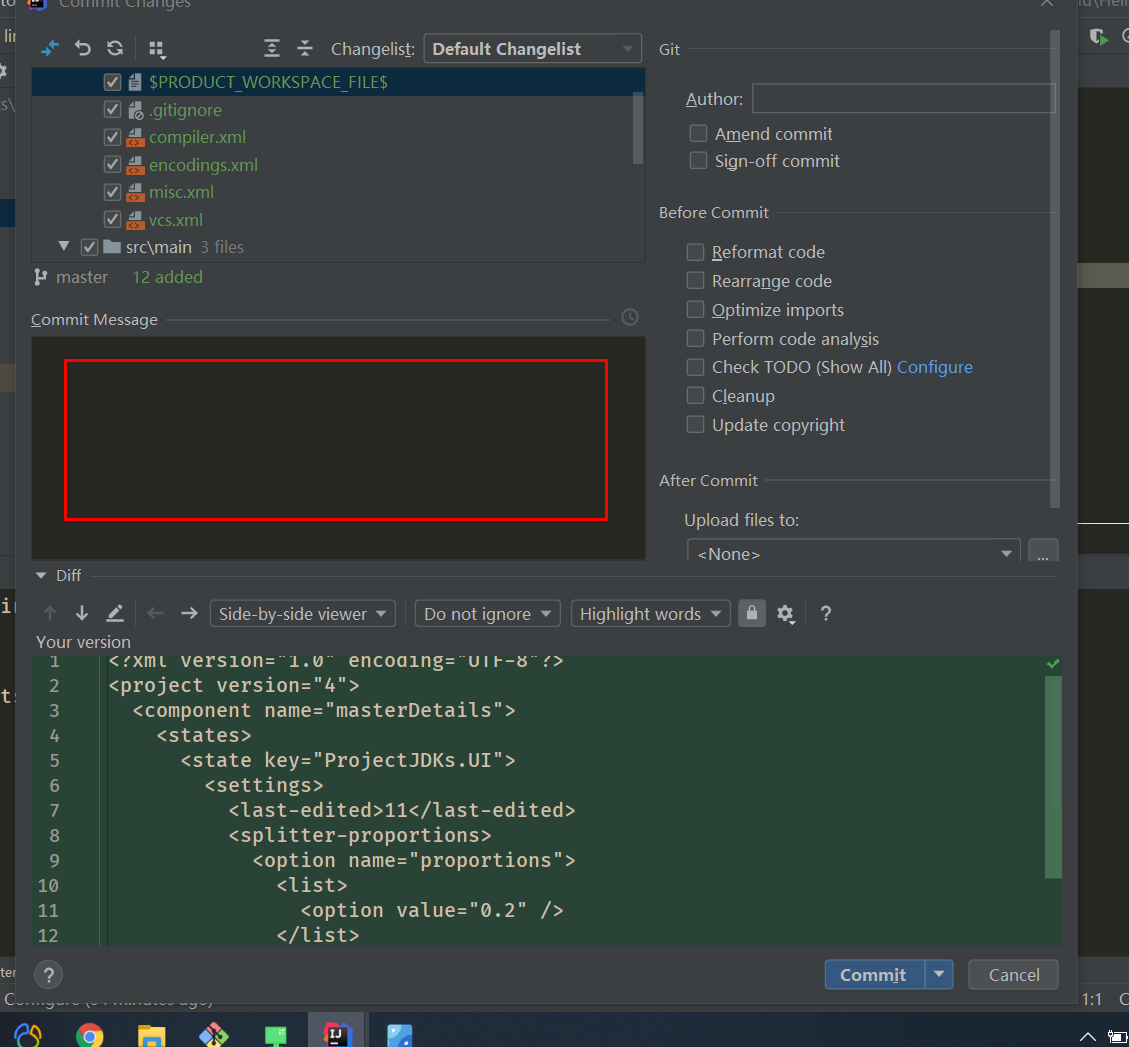 Commit Changes
Changelist: Default Changelist
Git
$PRODUCT_WORKSPACE_FILE$
.gitignore
compiler.xml
encodings.xml
misc.xml
vcs.xml
src\main 3 files
master 12 added
Author:
Amend commit
Sign-off commit
Before Commit
Reformat code
Rearrange code
Optimize imports
Perform code analysis
Check TODO (Show All) Configure
Cleanup
Update copyright
Commit Message
After Commit
Upload files to:
<None>
...
Diff
Side-by-side viewer
Do not ignore
Highlight words
?
Your version
1 <?xml version="1.0" encoding="UTF-8"?>
2 <project version="4">
3 <component name="masterDetails">
4 <states>
5 <state key="ProjectJDKs.UI">
6 <settings>
7 <last-edited>11</last-edited>
8 <splitter-proportions>
9 <option name="proportions">
10 <list>
11 <option value="0.2" />
12 </list>
?
Commit
Cancel
1:1